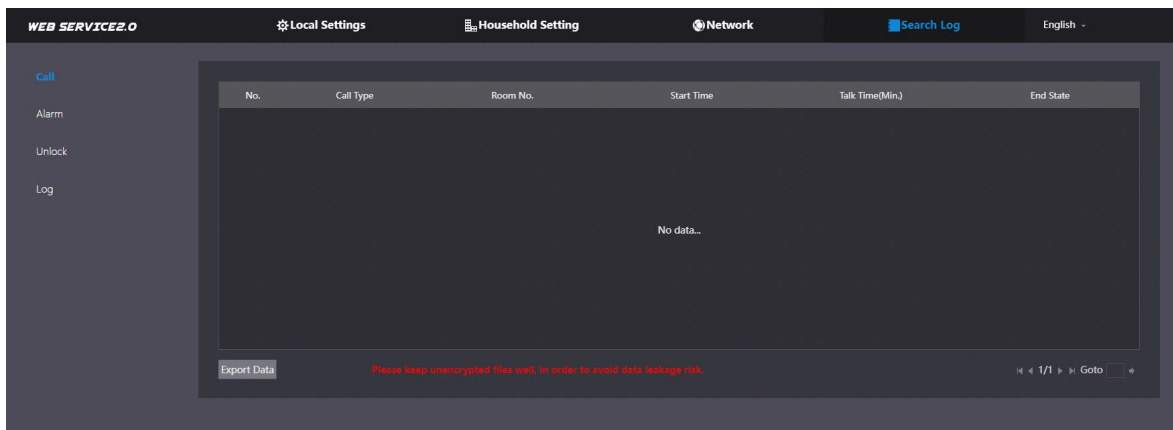 WEB SERVICE2.0 Local Settings Household Setting Network Search Log English
Call
Alarm
Unlock
Log
No. Call Type Room No. Start Time Talk Time(Min.) End State
No data...
Export Data Please keep unencrypted files well, in order to avoid data leakage risk. 1/1 Goto